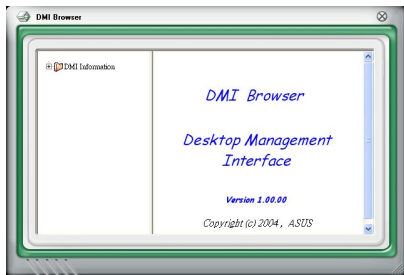 DMI Browser
DMI Information
DMI Browser
Desktop Management
Interface
Version 1.00.00
Copyright (c) 2004, ASUS